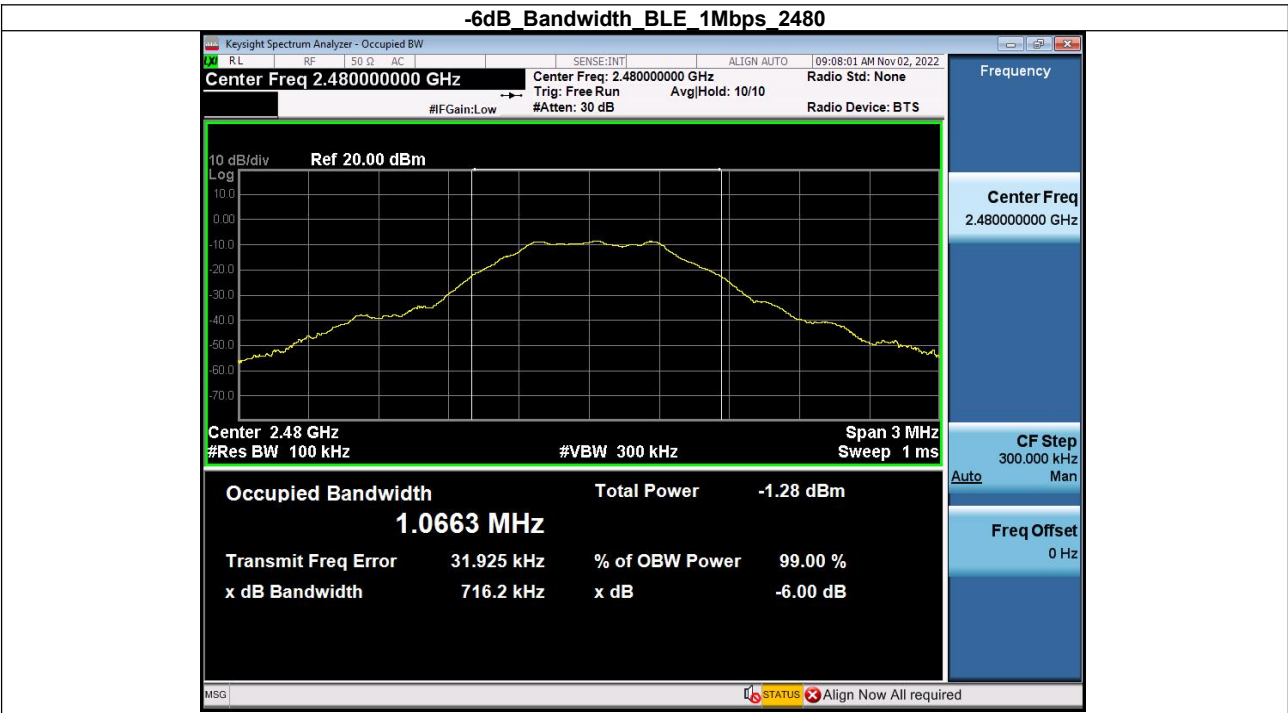 -6dB_Bandwidth_BLE_1Mbps_2480
Keysight Spectrum Analyzer - Occupied BW
LXI RL RF 50 Ω AC SENSE:INT ALIGN AUTO 09:08:01 AM Nov 02, 2022
Center Freq 2.480000000 GHz
#IFGain:Low
Center Freq: 2.480000000 GHz
Trig: Free Run Avg|Hold: 10/10
#Atten: 30 dB
Radio Std: None
Radio Device: BTS
10 dB/div Ref 20.00 dBm
Log
10.0
0.00
-10.0
-20.0
-30.0
-40.0
-50.0
-60.0
-70.0
Center 2.48 GHz Span 3 MHz
#Res BW 100 kHz #VBW 300 kHz Sweep 1 ms
Occupied Bandwidth Total Power -1.28 dBm
1.0663 MHz
Transmit Freq Error 31.925 kHz % of OBW Power 99.00 %
x dB Bandwidth 716.2 kHz x dB -6.00 dB
Frequency
Center Freq
2.480000000 GHz
CF Step
300.000 kHz
Auto Man
Freq Offset
0 Hz
MSG STATUS Align Now All required